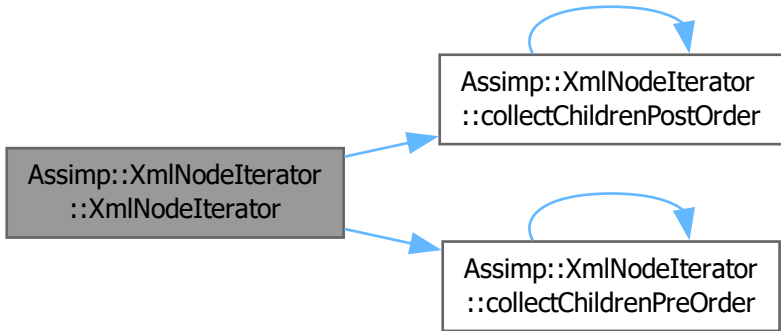 Assimp::XmlNodeIterator
::XmlNodeIterator
Assimp::XmlNodeIterator
::collectChildrenPostOrder
Assimp::XmlNodeIterator
::collectChildrenPreOrder